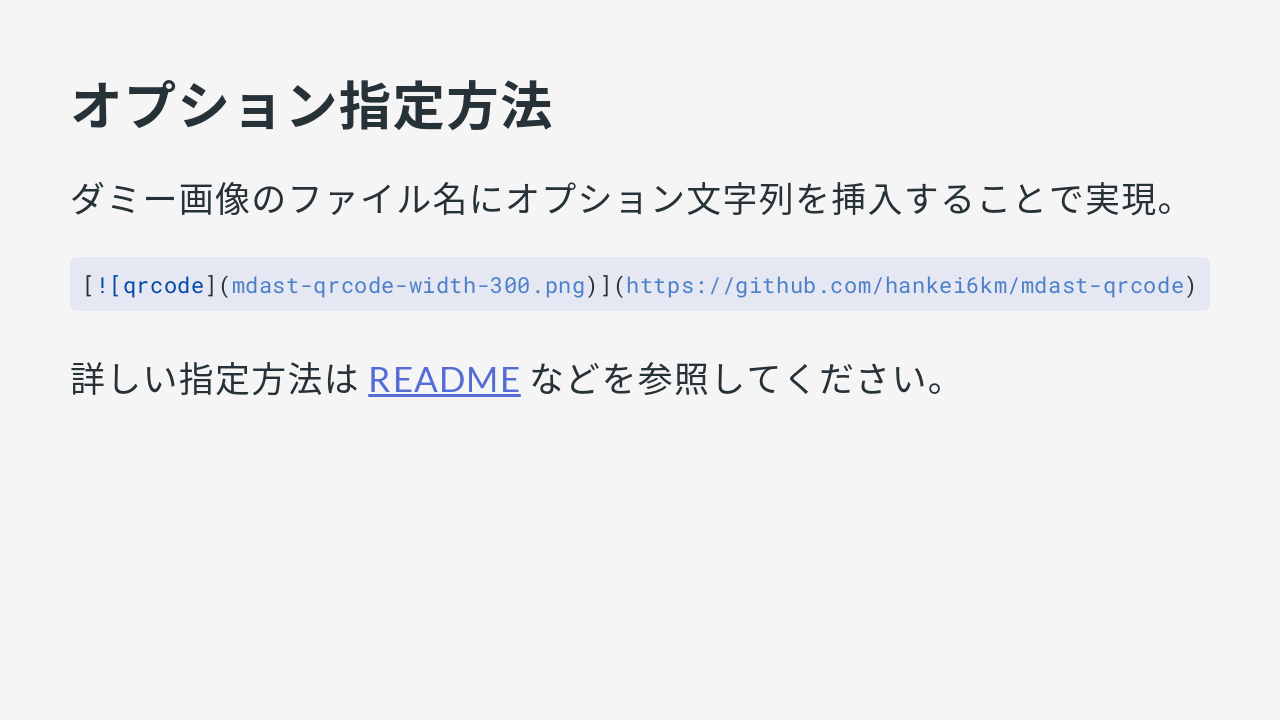 オプション指定方法
ダミー画像のファイル名にオプション文字列を挿入することで実現。
[![qrcode](mdast-qrcode-width-300.png)](https://github.com/hankei6km/mdast-qrcode)
詳しい指定方法は README などを参照してください。